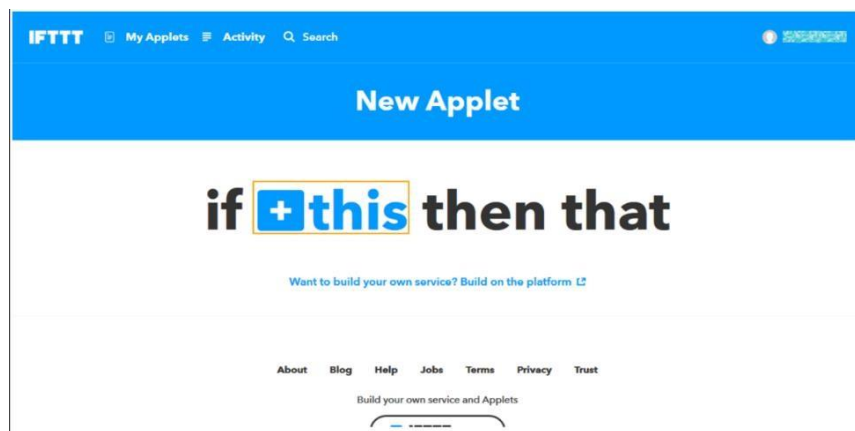 IFTTT My Applets Activity Search
New Applet
if +this then that
Want to build your own service? Build on the platform
About Blog Help Jobs Terms Privacy Trust
Build your own service and Applets